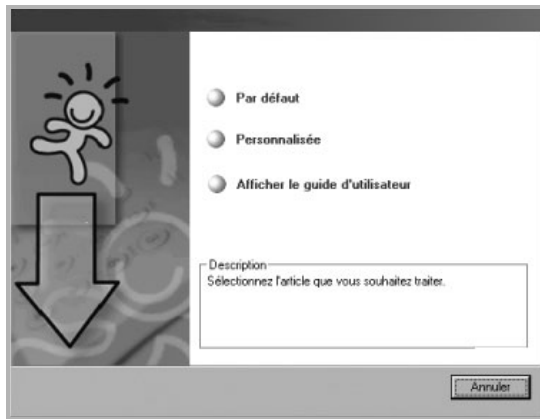 Par défaut
Personnalisée
Afficher le guide d'utilisateur
Description
Sélectionnez l'article que vous souhaitez traiter.
Annuler